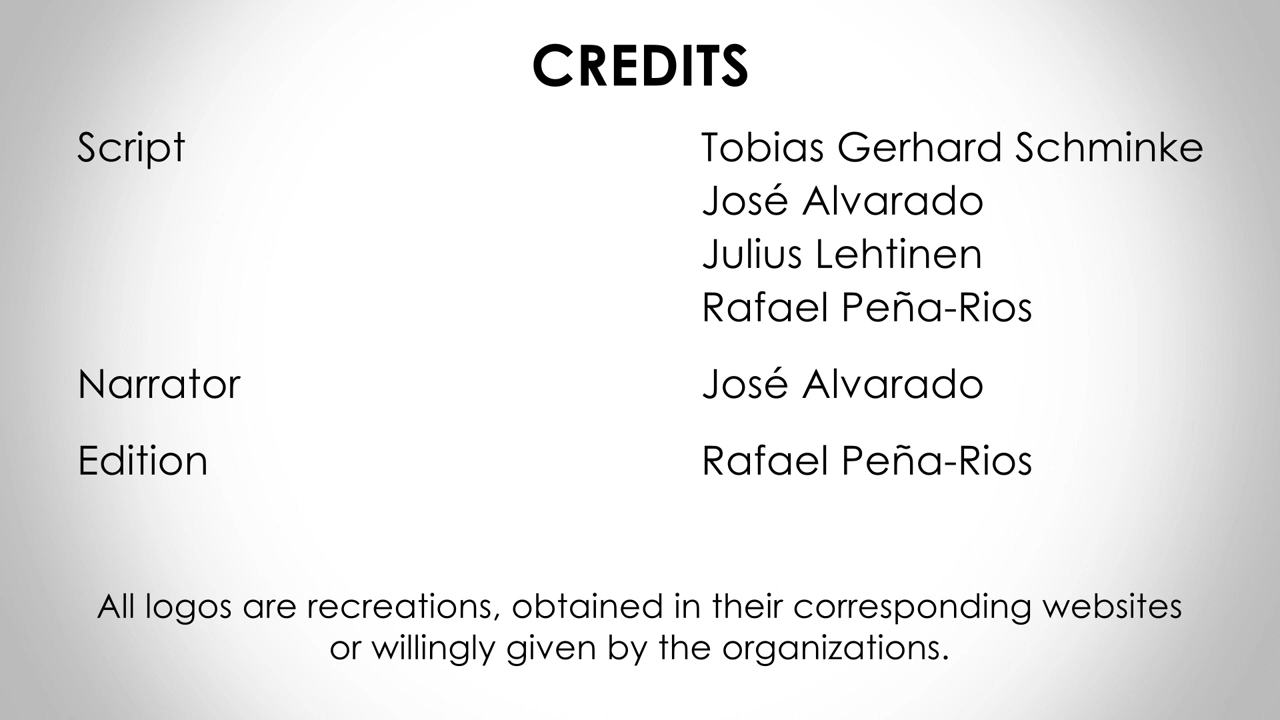 CREDITS
Script Tobias Gerhard Schminke
José Alvarado
Julius Lehtinen
Rafael Peña-Rios
Narrator José Alvarado
Edition Rafael Peña-Rios
All logos are recreations, obtained in their corresponding websites
or willingly given by the organizations.